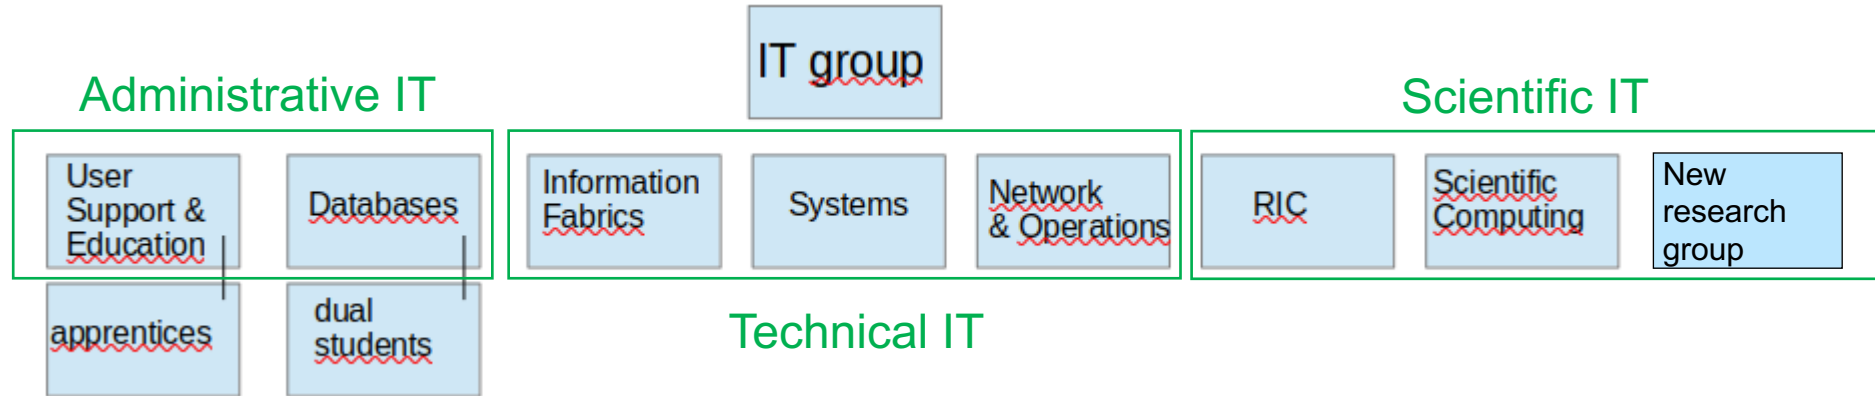 IT group
Administrative IT
Scientific IT
User
Support &
Education
Databases
Information
Fabrics
Systems
Network
& Operations
RIC
Scientific
Computing
New
research
group
apprentices
dual
students
Technical IT